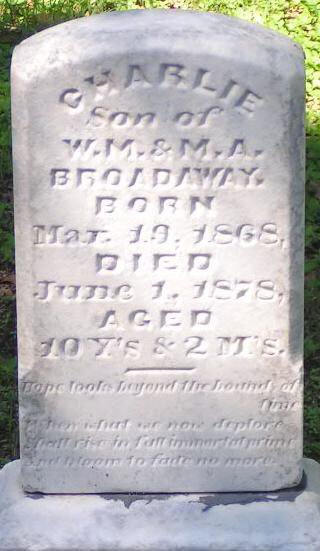 CHARLIE
Son of
W.M. & M.A.
BROADAWAY.
BORN
Mar. 19, 1868,
DIED
June 1, 1878,
AGED
10 Y's & 2 M's.
Hope looks beyond the bound of
time
When what we now deplore
Shall rise in full immortal prime
And bloom to fade no more.